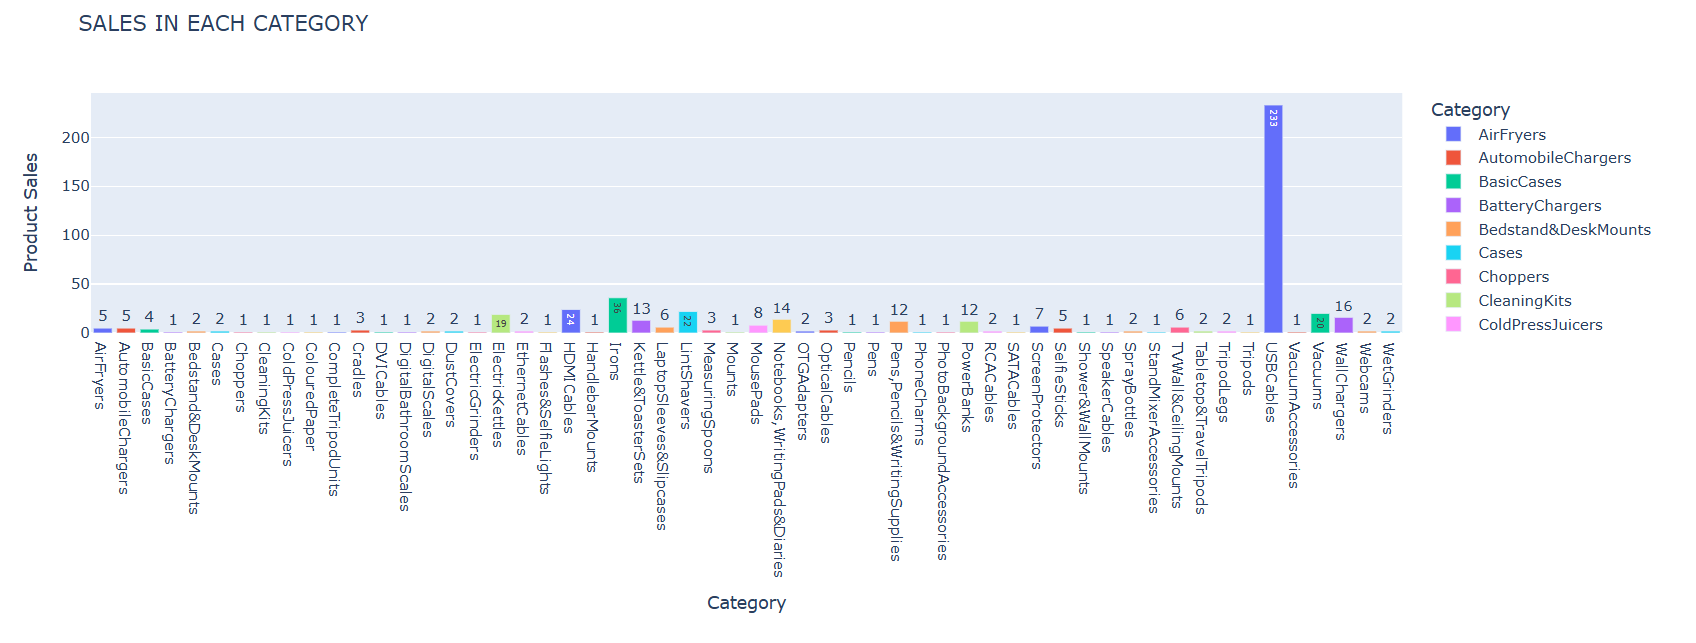 SALES IN EACH CATEGORY
Product Sales
200
150
100
50
0
5 5 4 1 2 2 1 1 1 1 1 3 1 1 2 2 1 19 2 1 24 1 36 13 6 22 3 1 8 14 2 3 1 1 12 1 1 12 2 1 7 5 1 1 2 1 6 2 2 1 233 1 20 16 2 2
AirFryers
AutomobileChargers
BasicCases
BatteryChargers
Bedstand&DeskMounts
Cases
Choppers
CleaningKits
ColdPressJuicers
ColouredPaper
CompleteTripodUnits
Cradles
DVICables
DigitalBathroomScales
DigitalScales
DustCovers
ElectricGrinders
ElectricKettles
EthernetCables
Flashes&SelfieLights
HDMICables
HandlebarMounts
Irons
Kettle&ToasterSets
LaptopSleeves&Slipcases
LintShavers
MeasuringSpoons
Mounts
MousePads
Notebooks,WritingPads&Diaries
OTGAdapters
OpticalCables
Pencils
Pens
Pens,Pencils&WritingSupplies
PhoneCharms
PhotoBackgroundAccessories
PowerBanks
RCACables
SATACables
ScreenProtectors
SelfieSticks
Shower&WallMounts
SpeakerCables
SprayBottles
StandMixerAccessories
TVWall&CeilingMounts
Tabletop&TravelTripods
TripodLegs
Tripods
USBCables
VacuumAccessories
Vacuums
WallChargers
Webcams
WetGrinders
Category
Category
AirFryers
AutomobileChargers
BasicCases
BatteryChargers
Bedstand&DeskMounts
Cases
Choppers
CleaningKits
ColdPressJuicers